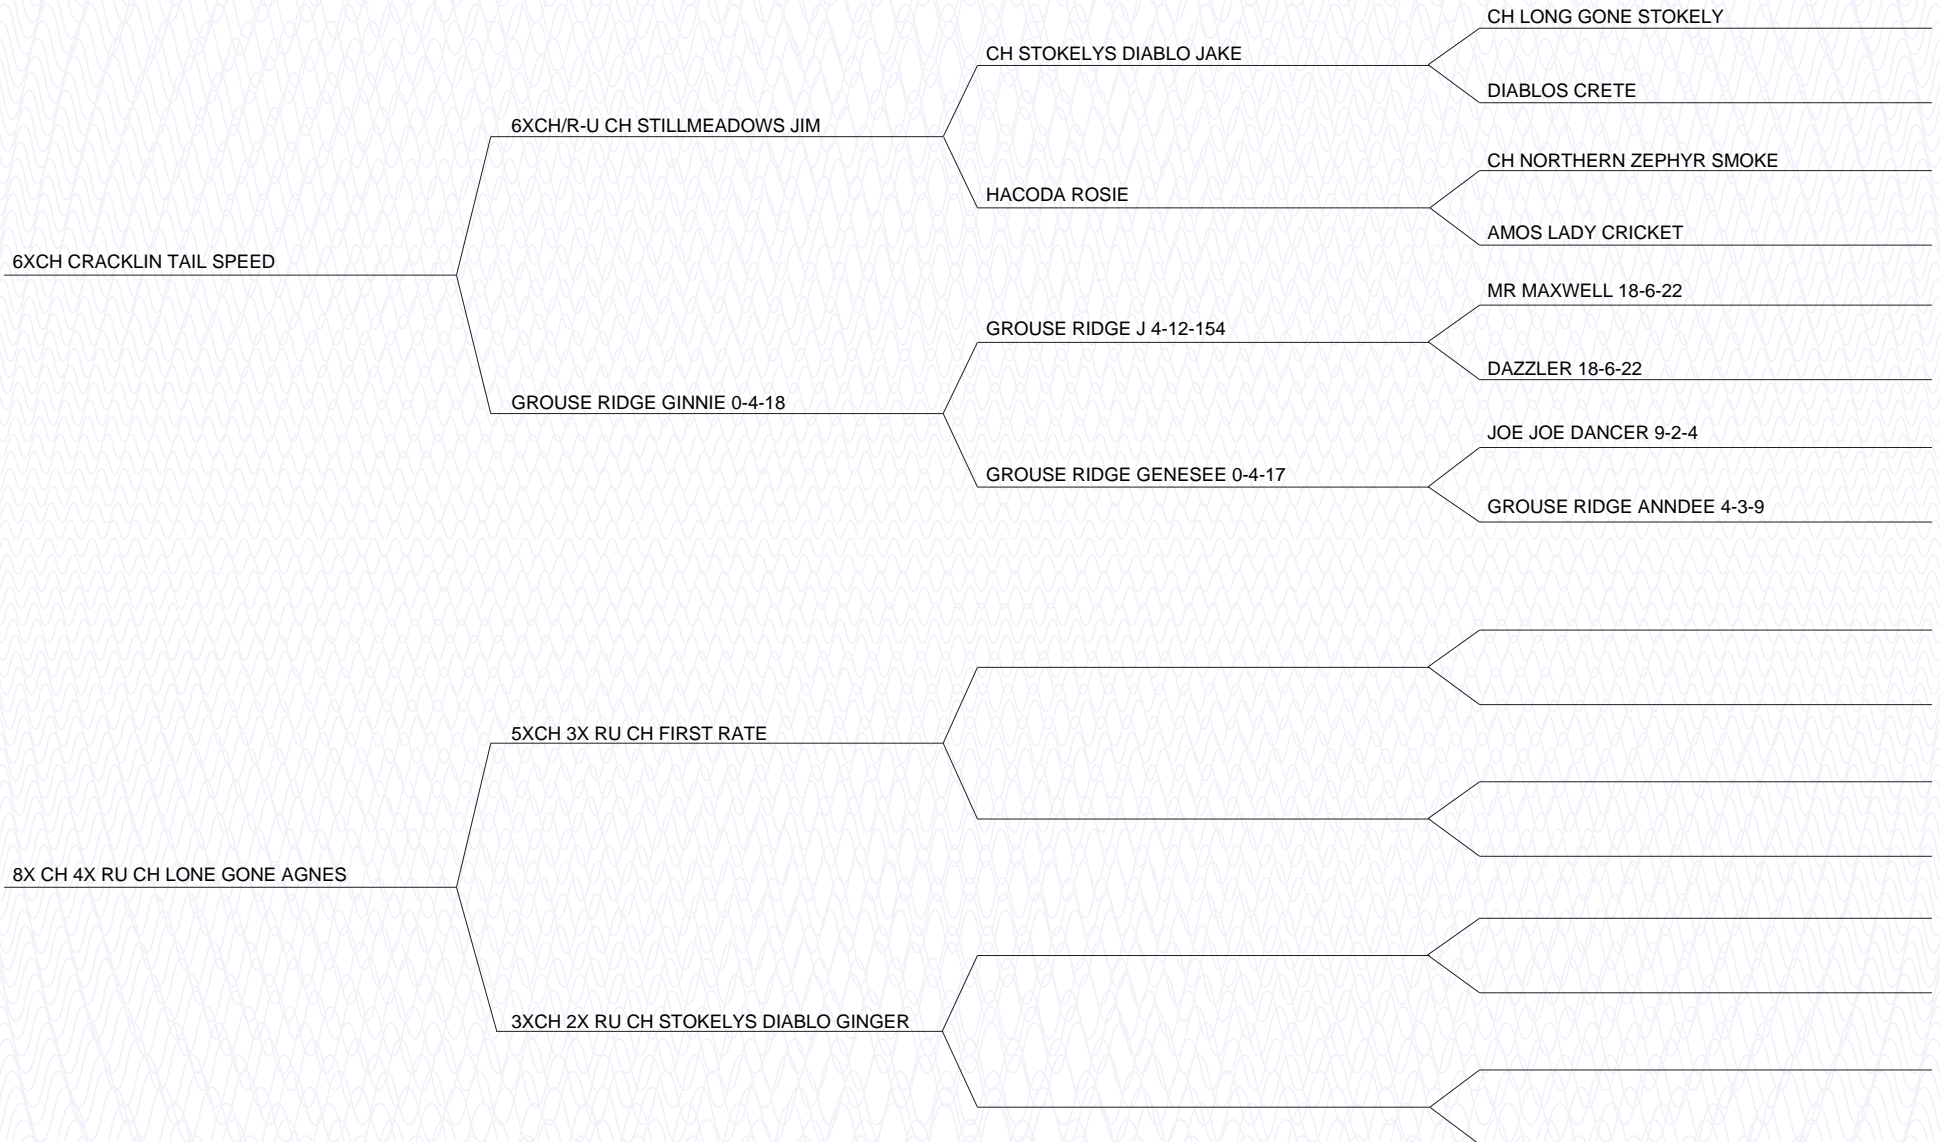 CH LONG GONE STOKELY
CH STOKELYS DIABLO JAKE
DIABLOS CRETE
6XCH/R-U CH STILLMEADOWS JIM
CH NORTHERN ZEPHYR SMOKE
HACODA ROSIE
AMOS LADY CRICKET
6XCH CRACKLIN TAIL SPEED
MR MAXWELL 18-6-22
GROUSE RIDGE J 4-12-154
DAZZLER 18-6-22
GROUSE RIDGE GINNIE 0-4-18
JOE JOE DANCER 9-2-4
GROUSE RIDGE GENESEE 0-4-17
GROUSE RIDGE ANNDEE 4-3-9
5XCH 3X RU CH FIRST RATE
8X CH 4X RU CH LONE GONE AGNES
3XCH 2X RU CH STOKELYS DIABLO GINGER